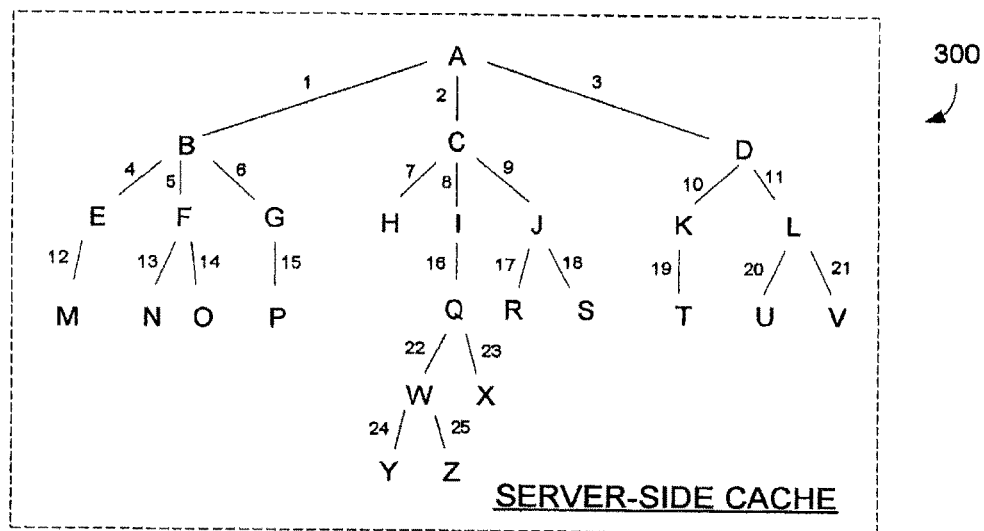 A
300
1 2 3
B C D
4 5 6 7 8 9 10 11
E F G H I J K L
12 13 14 15 16 17 18 19 20 21
M N O P Q R S T U V
22 23
W X
24 25
Y Z
SERVER-SIDE CACHE